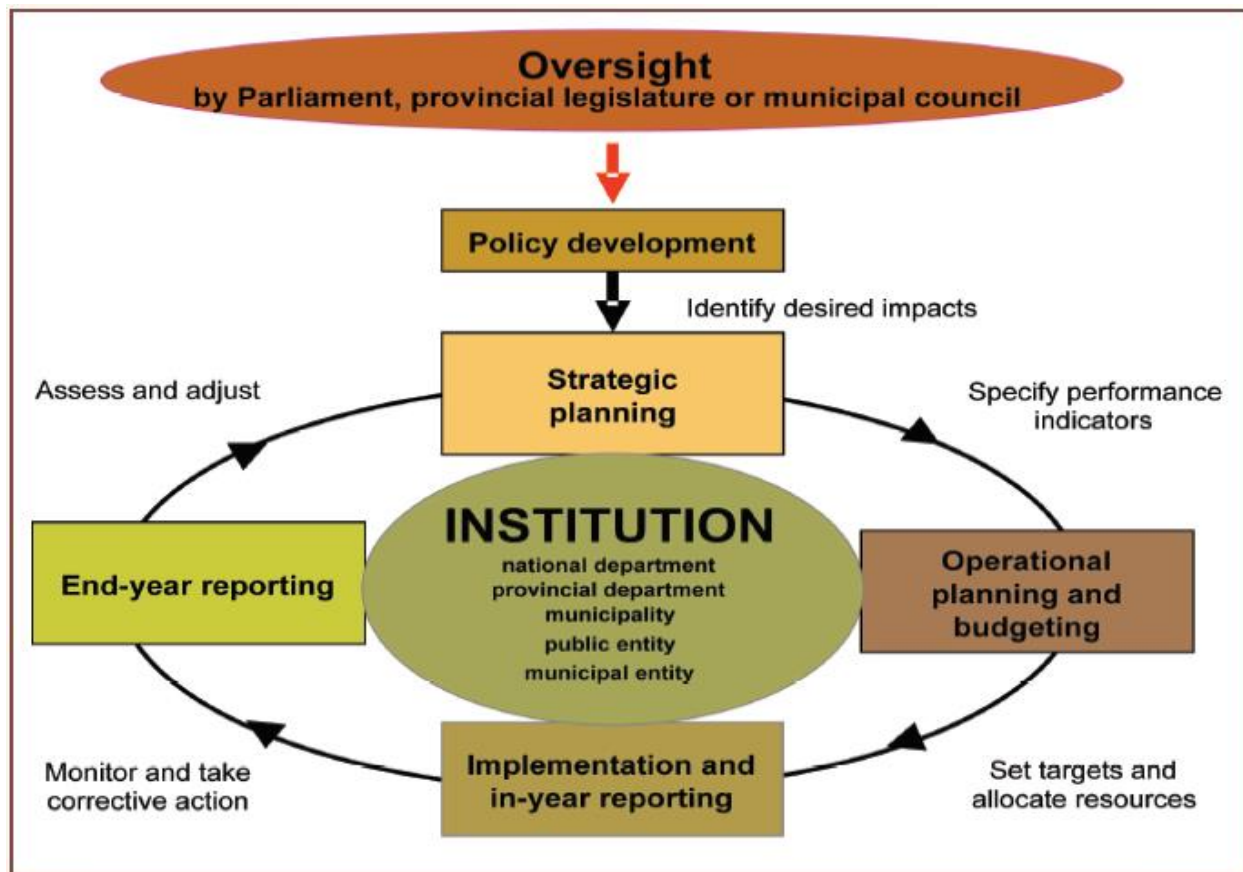 Oversight
by Parliament, provincial legislature or municipal council
Policy development
Identify desired impacts
Strategic
planning
Assess and adjust
Specify performance
indicators
INSTITUTION
national department
provincial department
municipality
public entity
municipal entity
End-year reporting
Operational
planning and
budgeting
Implementation and
in-year reporting
Monitor and take
corrective action
Set targets and
allocate resources